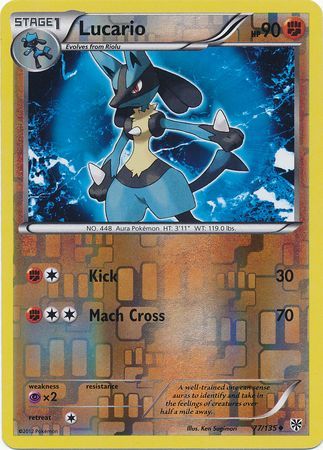 STAGE1
Lucario
HP90
Evolves from Riolu
NO. 448 Aura Pokémon HT: 3'11" WT: 119.0 lbs.
Kick 30
Mach Cross 70
weakness resistance
×2
A well-trained one can sense
auras to identify and take in
the feelings of creatures over
half a mile away.
retreat
©2012 Pokémon
Illus. Ken Sugimori 77/135